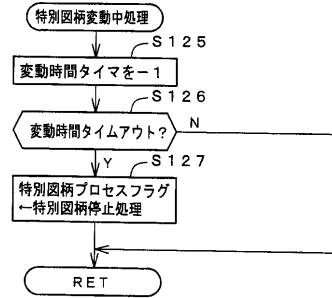 特別図柄変動中処理
S125
変動時間タイマを－1
S126
変動時間タイムアウト？
N
Y
S127
特別図柄プロセスフラグ
←特別図柄停止処理
RET